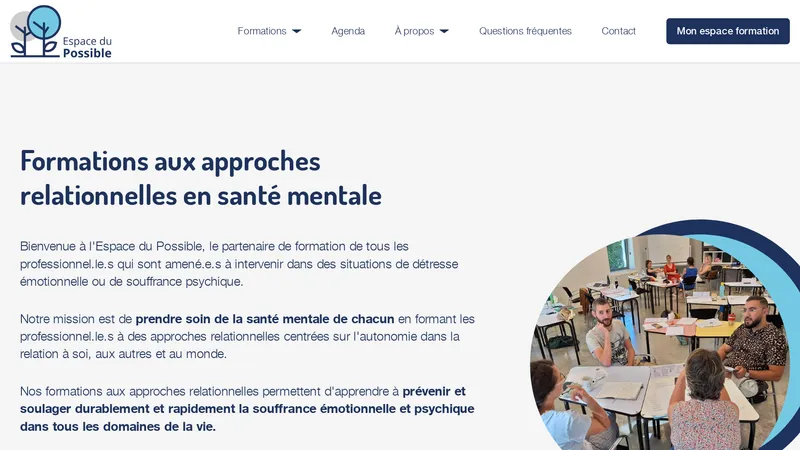 Espace du
Possible
Formations
Agenda
À propos
Questions fréquentes
Contact
Mon espace formation
Formations aux approches
relationnelles en santé mentale
Bienvenue à l'Espace du Possible, le partenaire de formation de tous les
professionnel.le.s qui sont amené.e.s à intervenir dans des situations de détresse
émotionnelle ou de souffrance psychique.
Notre mission est de prendre soin de la santé mentale de chacun en formant les
professionnel.le.s à des approches relationnelles centrées sur l'autonomie dans la
relation à soi, aux autres et au monde.
Nos formations aux approches relationnelles permettent d'apprendre à prévenir et
soulager durablement et rapidement la souffrance émotionnelle et psychique
dans tous les domaines de la vie.